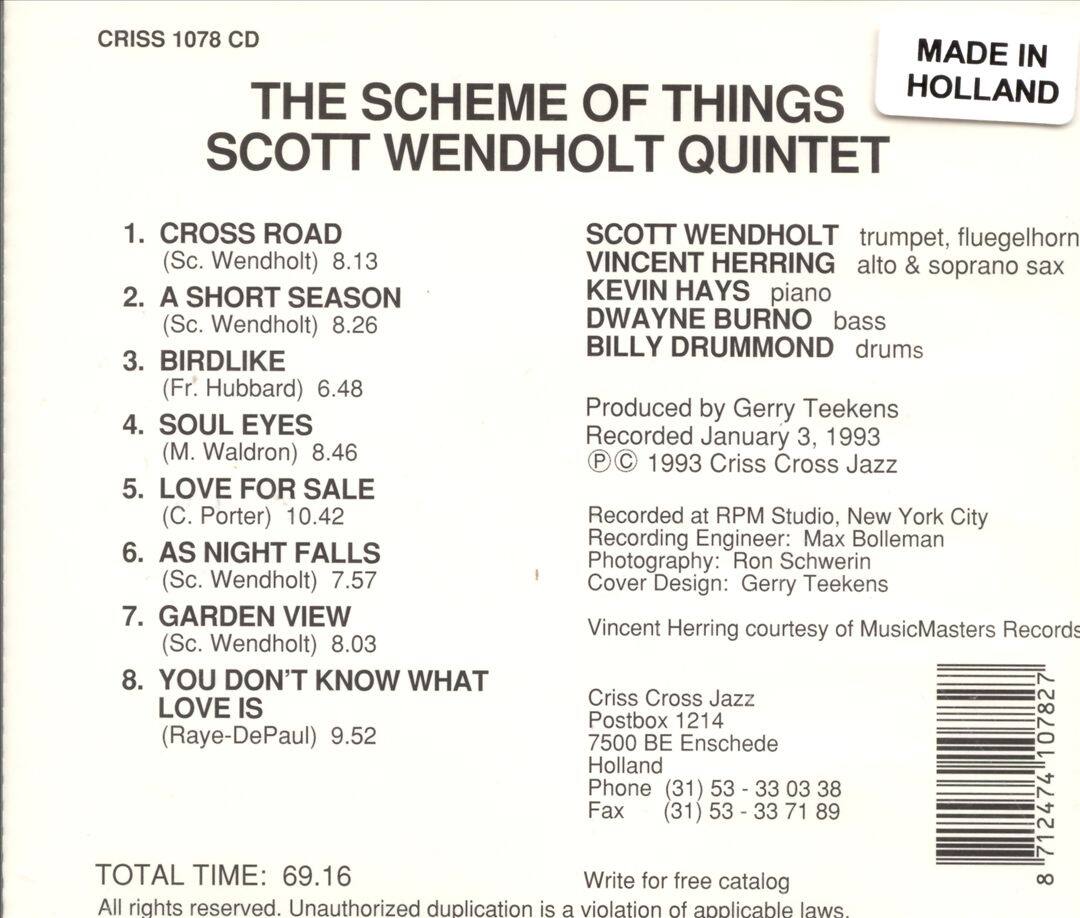 CRISS 1078 CD
MADE IN
HOLLAND
THE SCHEME OF THINGS
SCOTT WENDHOLT QUINTET
1. CROSS ROAD
(Sc. Wendholt) 8.13
2. A SHORT SEASON
(Sc. Wendholt) 8.26
3. BIRDLIKE
(Fr. Hubbard) 6.48
4. SOUL EYES
(M. Waldron) 8.46
5. LOVE FOR SALE
(C. Porter) 10.42
6. AS NIGHT FALLS
(Sc. Wendholt) 7.57
7. GARDEN VIEW
(Sc. Wendholt) 8.03
8. YOU DON'T KNOW WHAT
LOVE IS
(Raye-DePaul) 9.52
TOTAL TIME: 69.16
SCOTT WENDHOLT trumpet, fluegelhorn
VINCENT HERRING alto & soprano sax
KEVIN HAYS piano
DWAYNE BURNO bass
BILLY DRUMMOND drums
Produced by Gerry Teekens
Recorded January 3, 1993
℗© 1993 Criss Cross Jazz
Recorded at RPM Studio, New York City
Recording Engineer: Max Bolleman
Photography: Ron Schwerin
Cover Design: Gerry Teekens
Vincent Herring courtesy of MusicMasters Records
Criss Cross Jazz
Postbox 1214
7500 BE Enschede
Holland
Phone (31) 53 - 33 03 38
Fax (31) 53 - 33 71 89
8 712474 107827
Write for free catalog
All rights reserved. Unauthorized duplication is a violation of applicable laws.